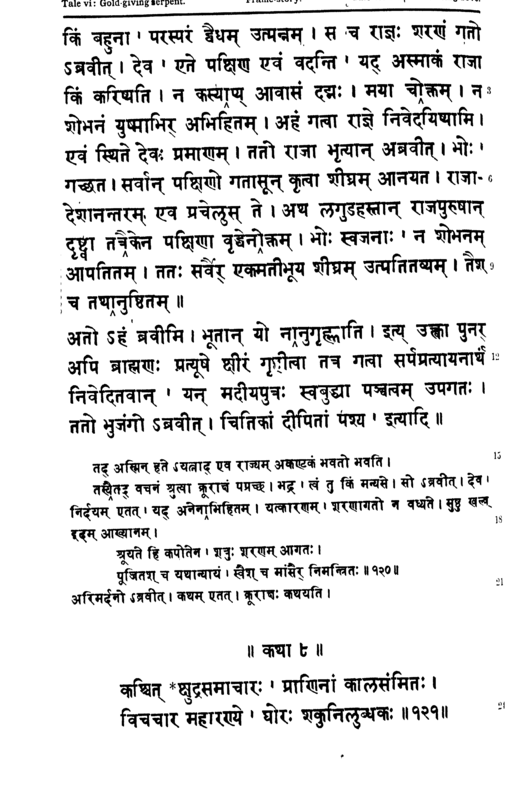 Tale vi: Gold-giving serpent. Frame-story.
किं बहुना ' परस्परं द्वैधम् उत्पन्नम् । स च राज्ञः शरणं गतो
ऽब्रवीत् । देव ' एते पक्षिण एवं वदन्ति ' यद् अस्माकं राजा
किं करिष्यति । न कस्याप्य् आवासं दद्मः । मया चोक्तम् । न 3
शोभनं युष्माभिर् अभिहितम् । अहं गत्वा राज्ञे निवेदयिष्यामि ।
एवं स्थिते देवः प्रमाणम् । ततो राजा भृत्यान् अब्रवीत् । भोः '
गच्छत । सर्वान् पक्षिणो गतासून् कृत्वा शीघ्रम् आनयत । राजा- 6
देशानन्तरम् एव प्रचेलुस् ते । अथ लगुडहस्तान् राजपुरुषान्
दृष्ट्वा तत्रैकेन पक्षिणा वृद्धेनोक्तम् । भोः स्वजनाः ' न शोभनम्
आपतितम् । ततः सर्वैर् एकमतीभूय शीघ्रम् उत्पतितव्यम् । तैश् 9
च तथानुष्ठितम् ॥
अतो ऽहं ब्रवीमि । भूतान् यो नानुगृह्णाति । इत्य् उक्त्वा पुनर्
अपि ब्राह्मणः प्रत्यूषे क्षीरं गृहीत्वा तत्र गत्वा सर्पप्रत्यायनार्थं 12
निवेदितवान् ' यन् मदीयपुत्रः स्वबुद्ध्या पञ्चत्वम् उपगतः ।
ततो भुजंगो ऽब्रवीत् । चितिकां दीपितां पश्य ' इत्यादि ॥
तद् अस्मिन् हते ऽयत्नाद् एव राज्यम् अकण्टकं भवतो भवति । 15
तस्यैतद् वचनं श्रुत्वा क्रूराक्षं पप्रच्छ । भद्र ' त्वं तु किं मन्यसे । सो ऽब्रवीत् । देव '
निर्दयम् एतत् ' यद् अनेनाभिहितम् । यत्कारणम् ' शरणागतो न वध्यते । सुष्ठु खल्व्
इदम् आख्यानम् । 18
श्रूयते हि कपोतेन ' शत्रुः शरणम् आगतः ।
पूजितश् च यथान्यायं ' स्वैश् च मांसैर् निमन्त्रितः ॥ १२० ॥
अरिमर्दनो ऽब्रवीत् । कथम् एतत् । क्रूराक्षः कथयति । 21
॥ कथा ८ ॥
कश्चित् *क्षुद्रसमाचारः ' प्राणिनां कालसंमितः ।
विचचार महारण्ये ' घोरः शकुनिलुब्धकः ॥ १२१ ॥